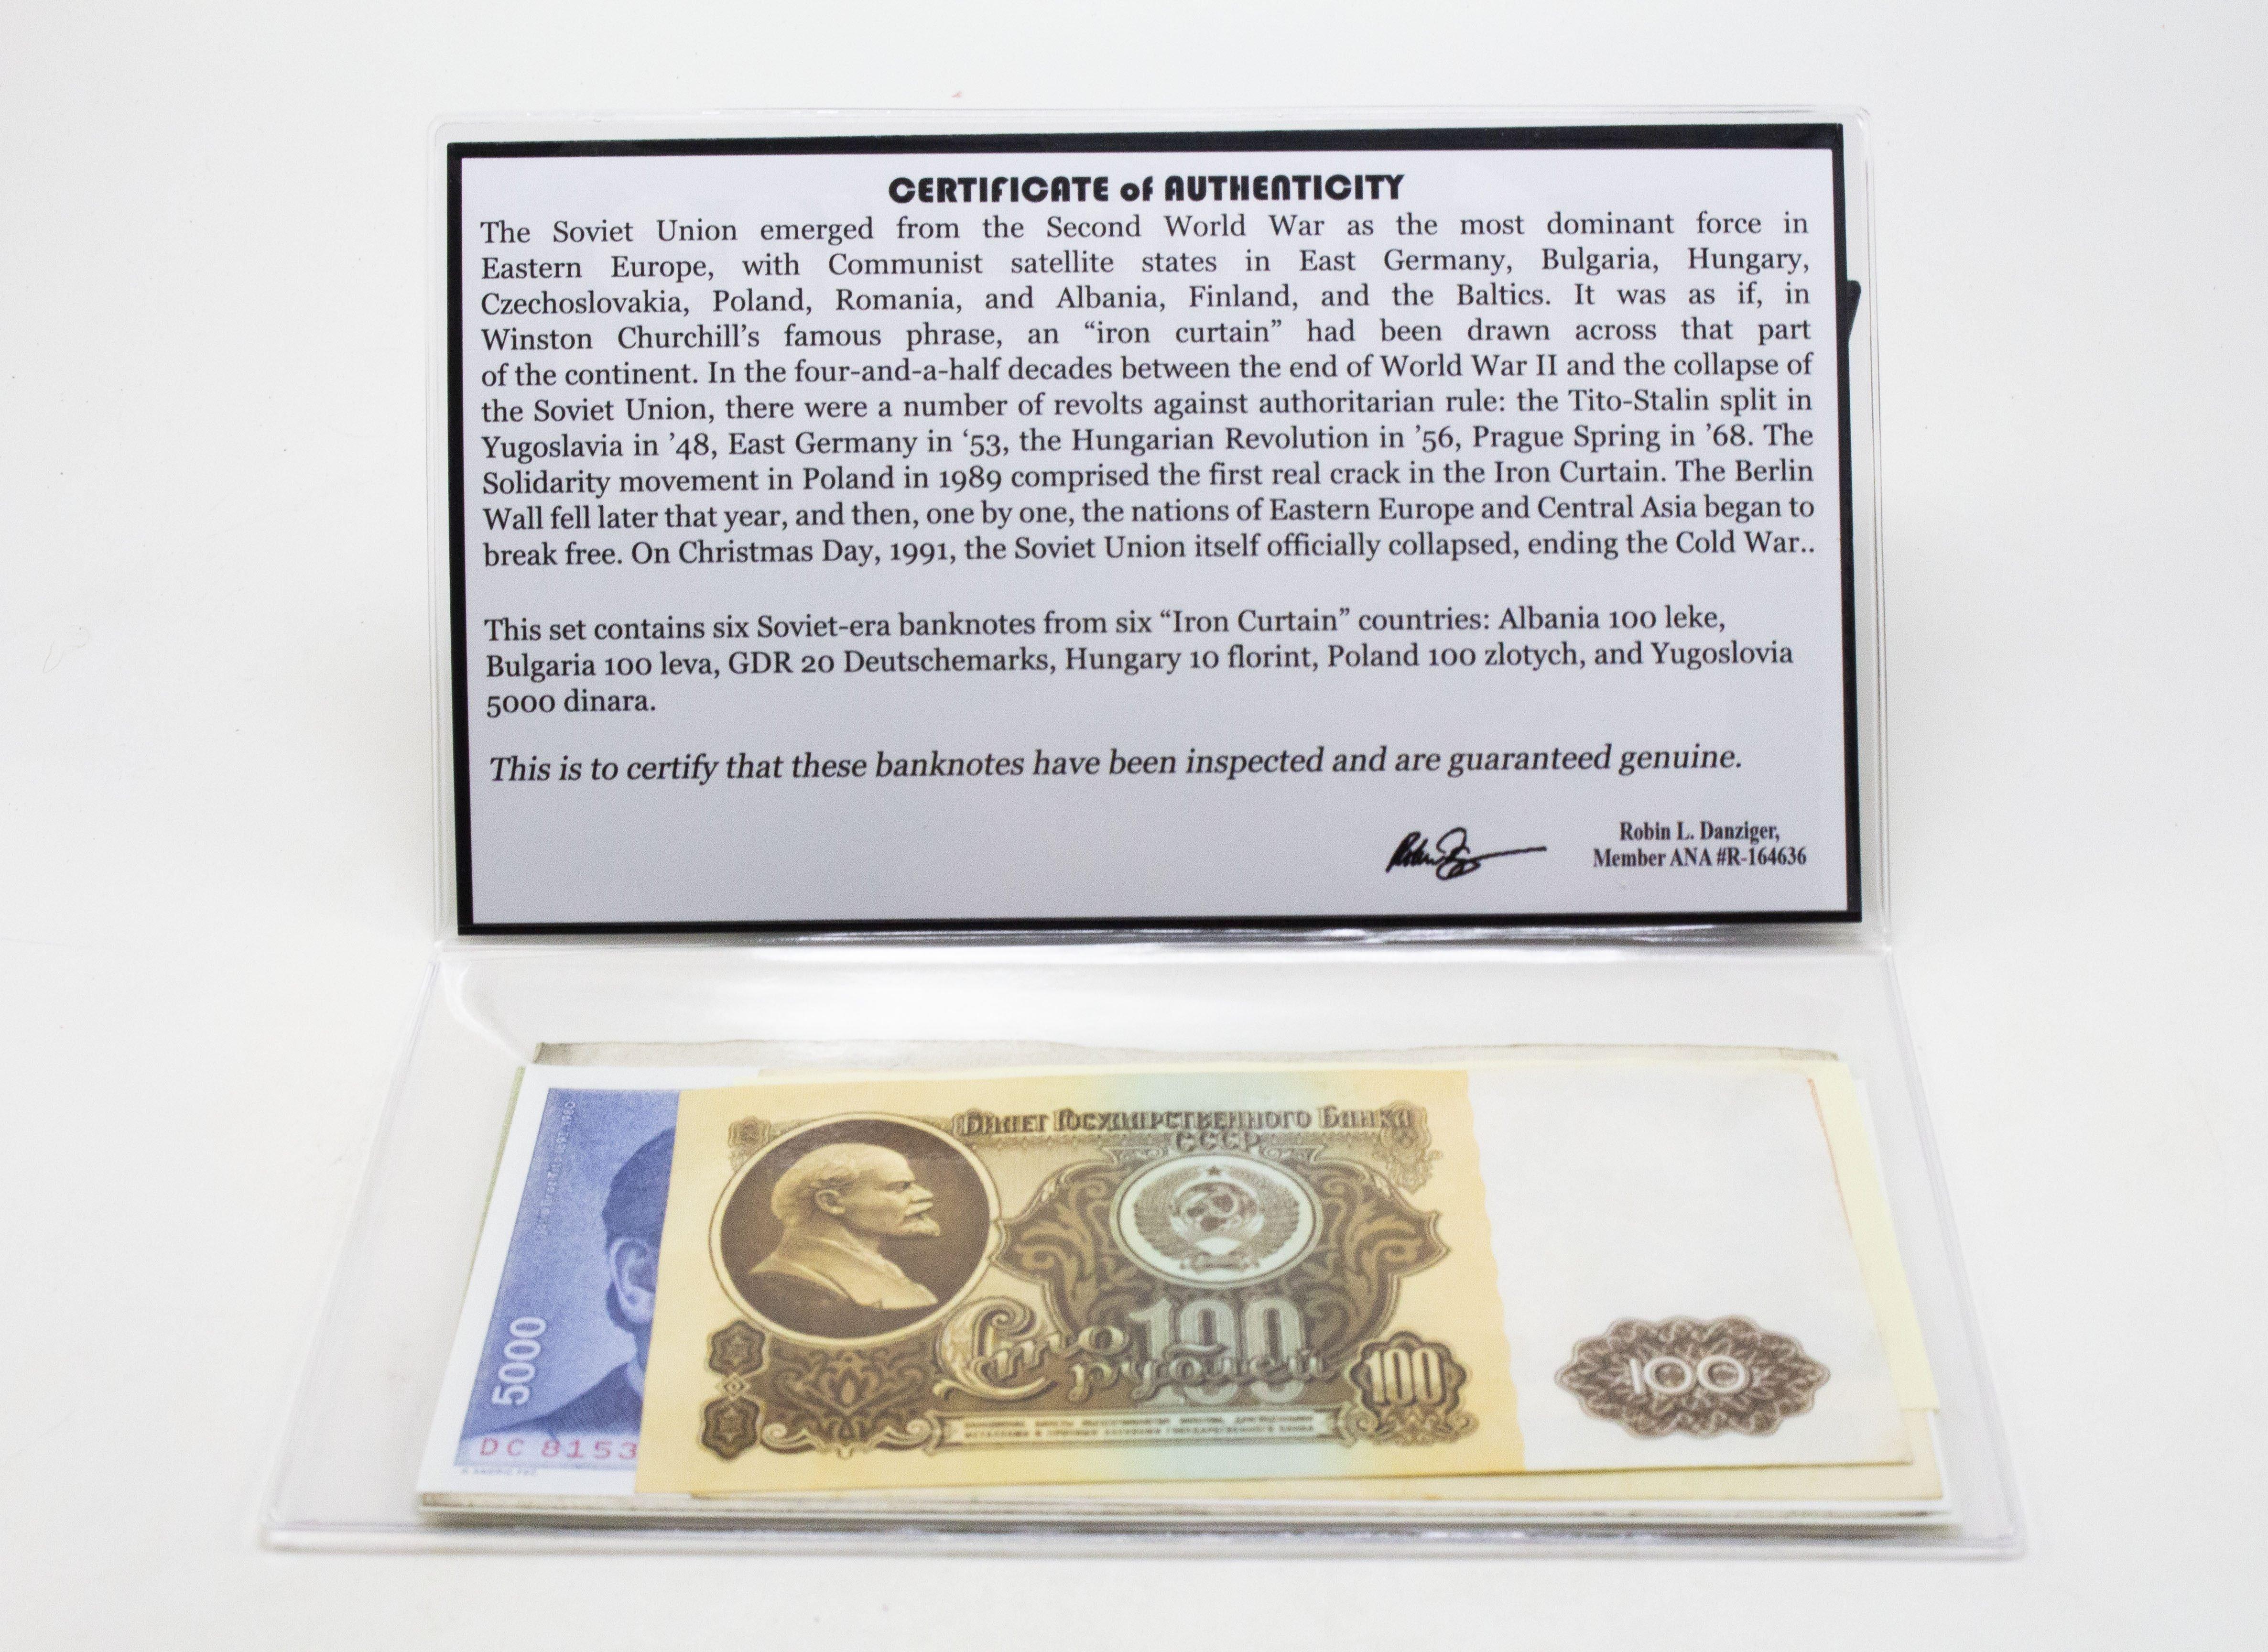 CERTIFICATE of AUTHENTICITY
The Soviet Union emerged from the Second World War as the most dominant force in
Eastern Europe, with Communist satellite states in East Germany, Bulgaria, Hungary,
Czechoslovakia, Poland, Romania, and Albania, Finland, and the Baltics. It was as if, in
Winston Churchill's famous phrase, an “iron curtain” had been drawn across that part
of the continent. In the four-and-a-half decades between the end of World War II and the collapse of
the Soviet Union, there were a number of revolts against authoritarian rule: the Tito-Stalin split in
Yugoslavia in ’48, East Germany in ‘53, the Hungarian Revolution in ’56, Prague Spring in ’68. The
Solidarity movement in Poland in 1989 comprised the first real crack in the Iron Curtain. The Berlin
Wall fell later that year, and then, one by one, the nations of Eastern Europe and Central Asia began to
break free. On Christmas Day, 1991, the Soviet Union itself officially collapsed, ending the Cold War..
This set contains six Soviet-era banknotes from six “Iron Curtain” countries: Albania 100 leke,
Bulgaria 100 leva, GDR 20 Deutschemarks, Hungary 10 florint, Poland 100 zlotych, and Yugoslovia
5000 dinara.
This is to certify that these banknotes have been inspected and are guaranteed genuine.
Robin L. Danziger,
Member ANA #R-164636
Билет Государственного Банка
СССР
100
Сто
рублей
100
100
5000
DC 8153